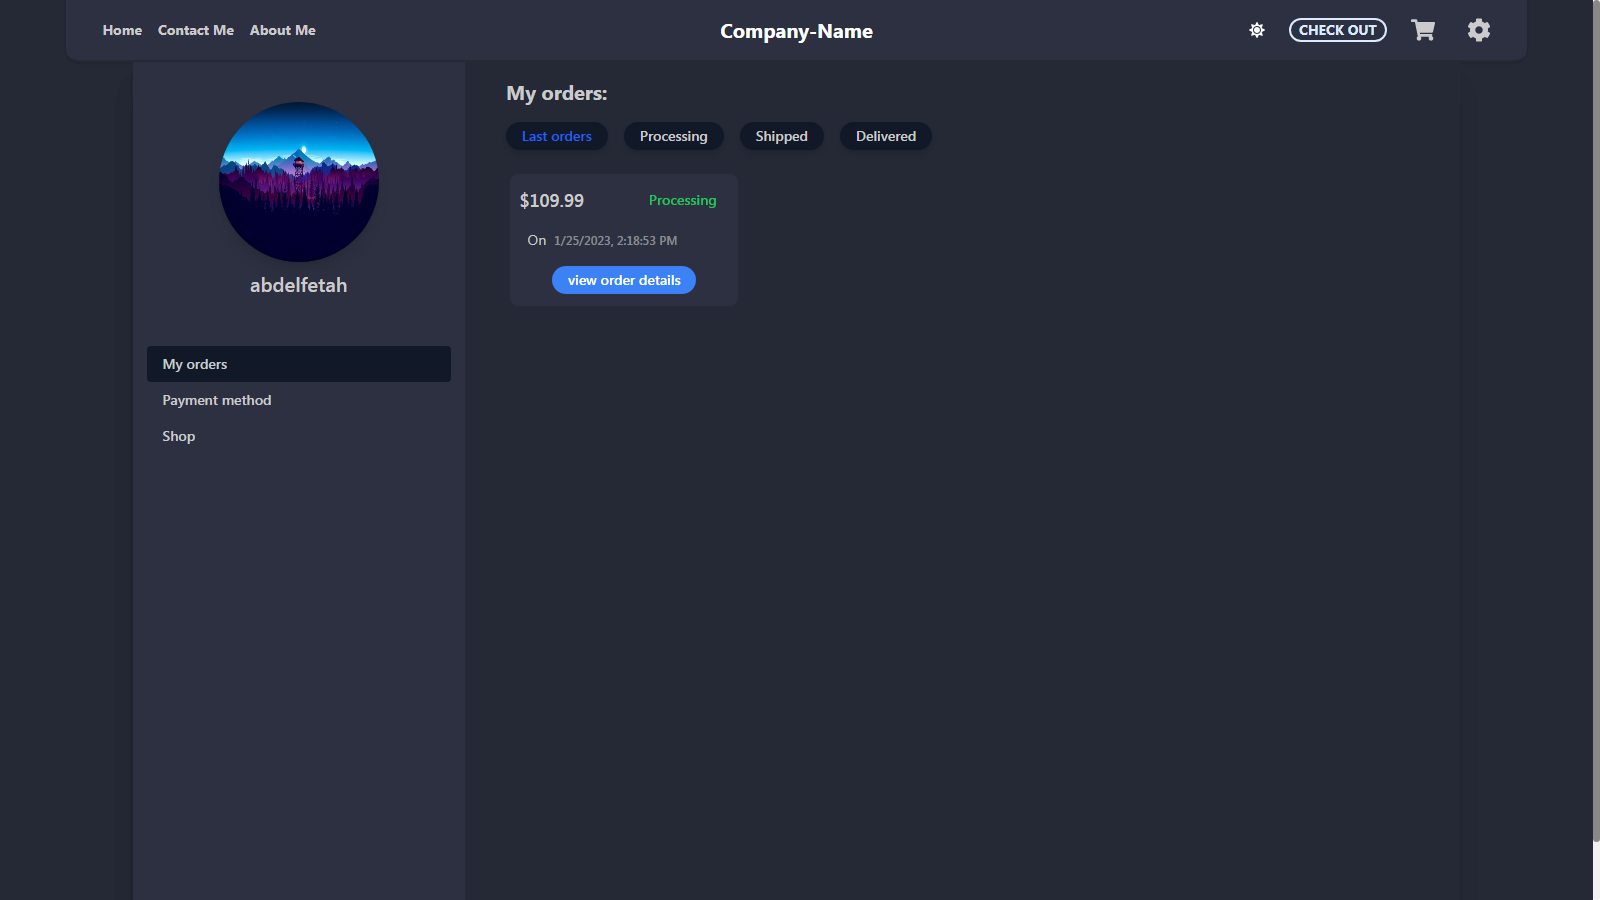 Home Contact Me About Me Company-Name CHECK OUT
abdelfetah
My orders
Payment method
Shop
My orders:
Last orders Processing Shipped Delivered
$109.99 Processing
On 1/25/2023, 2:18:53 PM
view order details